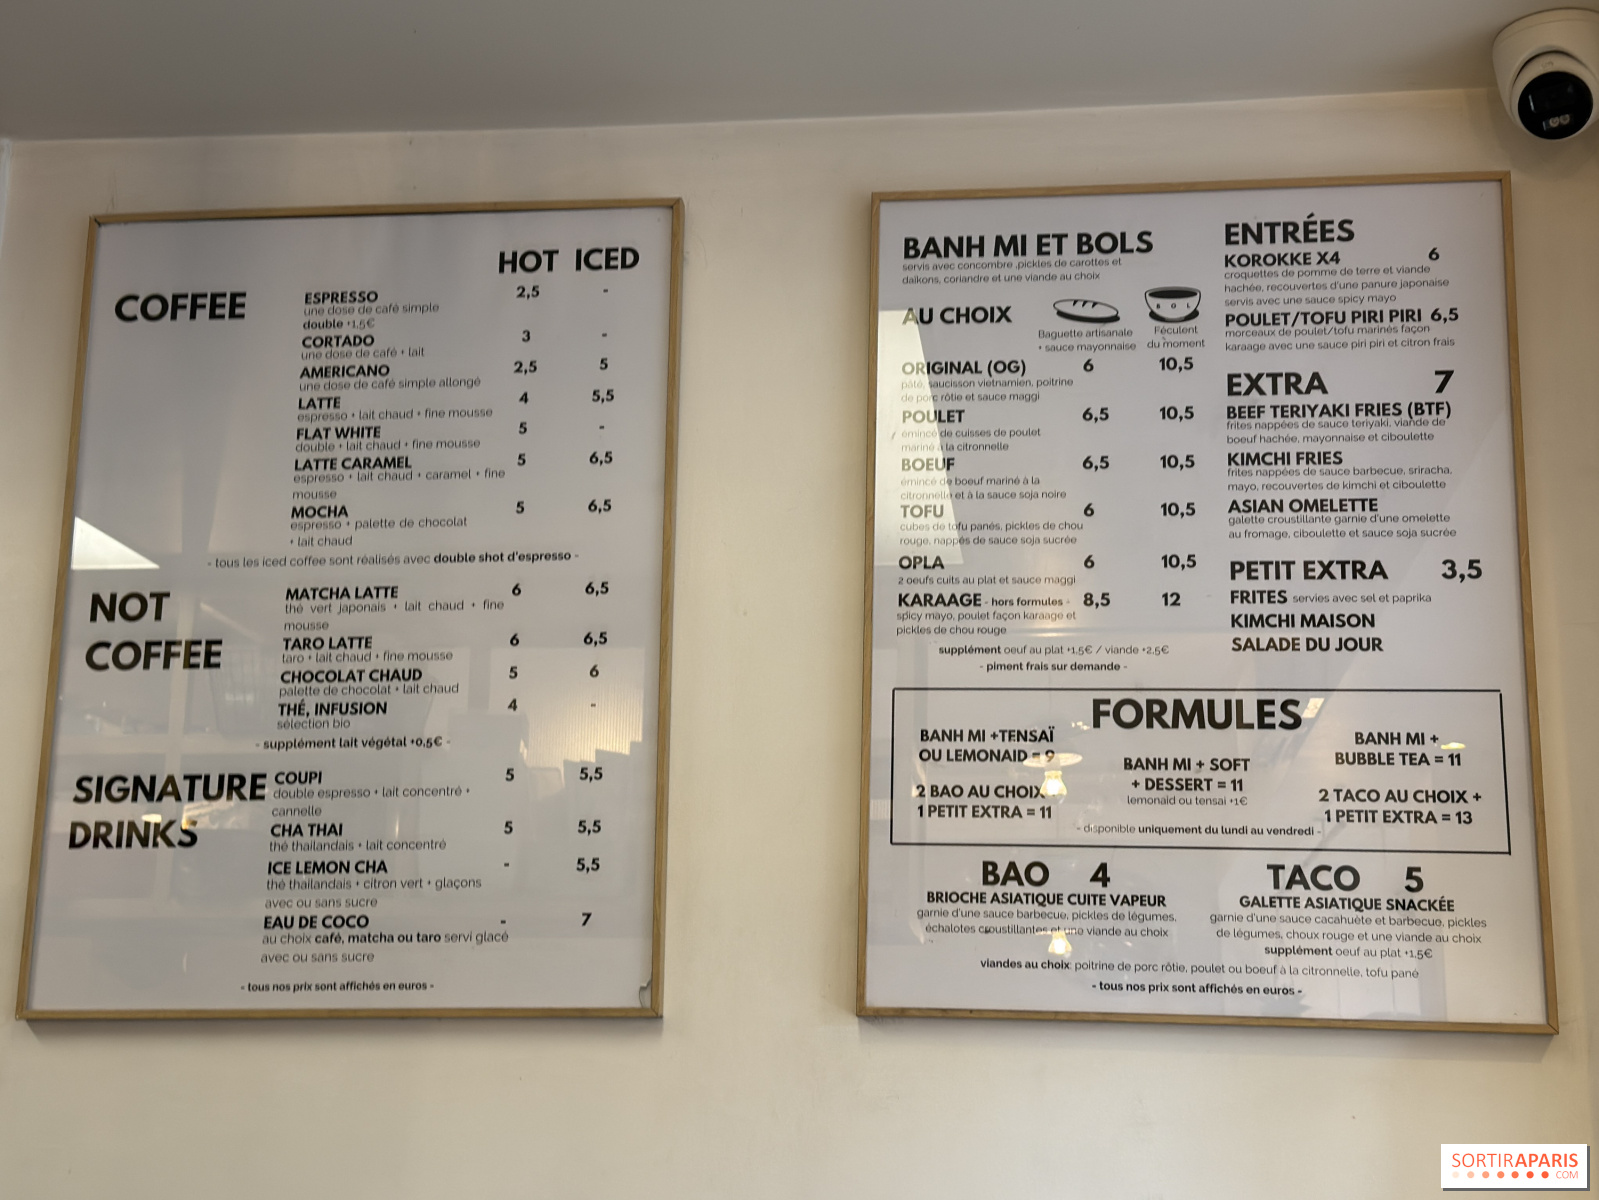 HOT ICED
COFFEE
ESPRESSO 2,5 -
une dose de café simple
double +1,5€
CORTADO 3 -
une dose de café + lait
AMERICANO 2,5 5
une dose de café simple allongé
LATTE 4 5,5
espresso + lait chaud + fine mousse
FLAT WHITE 5 -
double + lait chaud + fine mousse
LATTE CARAMEL 5 6,5
espresso + lait chaud + caramel + fine
mousse
MOCHA 5 6,5
espresso + palette de chocolat
+ lait chaud
- tous les iced coffee sont réalisés avec double shot d'espresso -
NOT
COFFEE
MATCHA LATTE 6 6,5
thé vert japonais + lait chaud + fine
mousse
TARO LATTE 6 6,5
taro + lait chaud + fine mousse
CHOCOLAT CHAUD 5 6
palette de chocolat + lait chaud
THÉ, INFUSION 4 -
sélection bio
- supplément lait végétal +0,5€ -
SIGNATURE
DRINKS
COUPI 5 5,5
double espresso + lait concentré +
cannelle
CHA THAI 5 5,5
thé thaïlandais + lait concentré
ICE LEMON CHA - 5,5
thé thaïlandais + citron vert + glaçons
avec ou sans sucre
EAU DE COCO - 7
au choix café, matcha ou taro servi glacé
avec ou sans sucre
- tous nos prix sont affichés en euros -
BANH MI ET BOLS
servis avec concombre ,pickles de carottes et
daïkons, coriandre et une viande au choix
AU CHOIX
BOL
Baguette artisanale
+ sauce mayonnaise
Féculent
du moment
ORIGINAL (OG) 6 10,5
pâté, saucisson vietnamien, poitrine
de porc rôtie et sauce maggi
POULET 6,5 10,5
émincé de cuisses de poulet
mariné à la citronnelle
BOEUF 6,5 10,5
émincé de boeuf mariné à la
citronnelle et à la sauce soja noire
TOFU 6 10,5
cubes de tofu panés, pickles de chou
rouge, nappés de sauce soja sucrée
OPLA 6 10,5
2 oeufs cuits au plat et sauce maggi
KARAAGE - hors formules - 8,5 12
spicy mayo, poulet façon karaage et
pickles de chou rouge
supplément oeuf au plat +1,5€ / viande +2,5€
- piment frais sur demande -
ENTRÉES
KOROKKE X4 6
croquettes de pomme de terre et viande
hachée, recouvertes d'une panure japonaise
servis avec une sauce spicy mayo
POULET/TOFU PIRI PIRI 6,5
morceaux de poulet/tofu marinés façon
karaage avec une sauce piri piri et citron frais
EXTRA 7
BEEF TERIYAKI FRIES (BTF)
frites nappées de sauce teriyaki, viande de
boeuf hachée, mayonnaise et ciboulette
KIMCHI FRIES
frites nappées de sauce barbecue, sriracha,
mayo, recouvertes de kimchi et ciboulette
ASIAN OMELETTE
galette croustillante garnie d'une omelette
au fromage, ciboulette et sauce soja sucrée
PETIT EXTRA 3,5
FRITES servies avec sel et paprika
KIMCHI MAISON
SALADE DU JOUR
FORMULES
BANH MI +TENSAÏ
OU LEMONAID = 9
2 BAO AU CHOIX
1 PETIT EXTRA = 11
BANH MI + SOFT
+ DESSERT = 11
lemonaid ou tensai +1€
BANH MI +
BUBBLE TEA = 11
2 TACO AU CHOIX +
1 PETIT EXTRA = 13
- disponible uniquement du lundi au vendredi -
BAO 4
BRIOCHE ASIATIQUE CUITE VAPEUR
garnie d'une sauce barbecue, pickles de légumes,
échalotes croustillantes et une viande au choix
TACO 5
GALETTE ASIATIQUE SNACKÉE
garnie d'une sauce cacahuète et barbecue, pickles
de légumes, choux rouge et une viande au choix
supplément oeuf au plat +1,5€
viandes au choix: poitrine de porc rôtie, poulet ou boeuf à la citronnelle, tofu pané
- tous nos prix sont affichés en euros -
SORTIRAPARIS
.COM